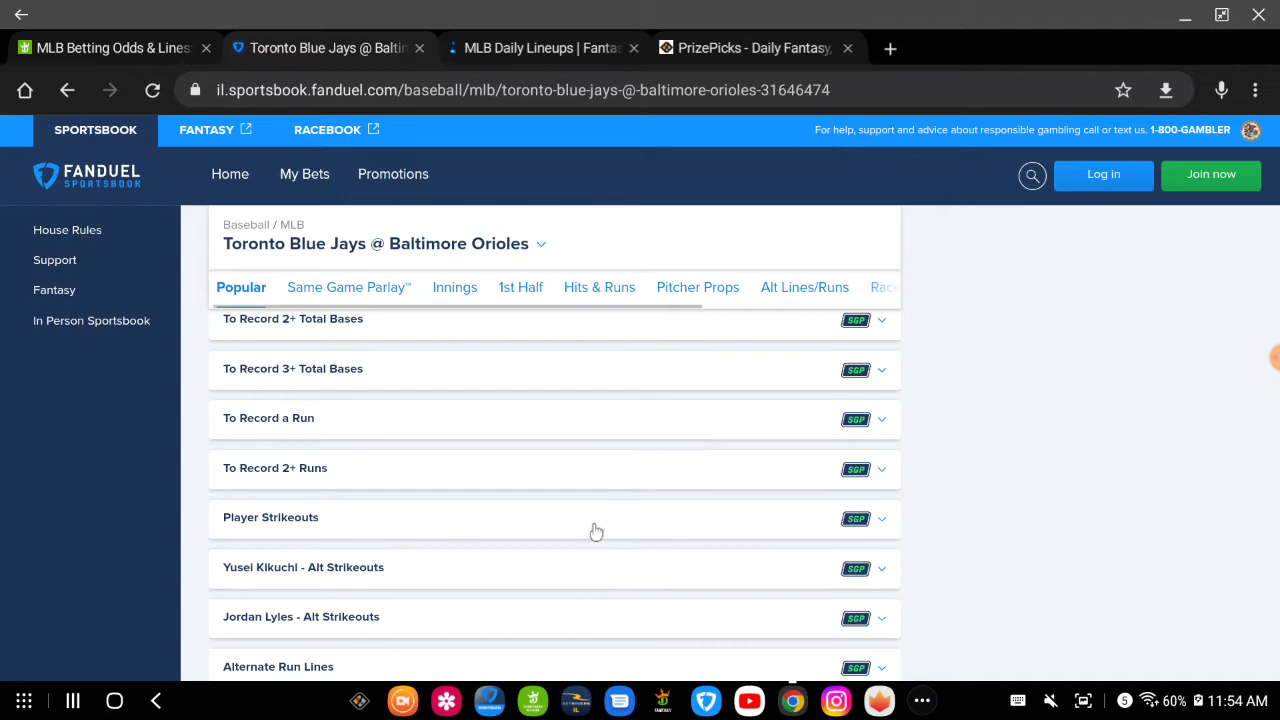 MLB Betting Odds & Lines
Toronto Blue Jays @ Baltin
MLB Daily Lineups | Fanta
PrizePicks - Daily Fantasy,
il.sportsbook.fanduel.com/baseball/mlb/toronto-blue-jays-@-baltimore-orioles-31646474
SPORTSBOOK
FANTASY
RACEBOOK
For help, support and advice about responsible gambling call or text us. 1-800-GAMBLER
FANDUEL
SPORTSBOOK
Home
My Bets
Promotions
Log in
Join now
House Rules
Support
Fantasy
In Person Sportsbook
Baseball / MLB
Toronto Blue Jays @ Baltimore Orioles
Popular
Same Game Parlay™
Innings
1st Half
Hits & Runs
Pitcher Props
Alt Lines/Runs
Rac
To Record 2+ Total Bases SGP
To Record 3+ Total Bases SGP
To Record a Run SGP
To Record 2+ Runs SGP
Player Strikeouts SGP
Yusei Kikuchi - Alt Strikeouts SGP
Jordan Lyles - Alt Strikeouts SGP
Alternate Run Lines SGP
5
60%
11:54 AM